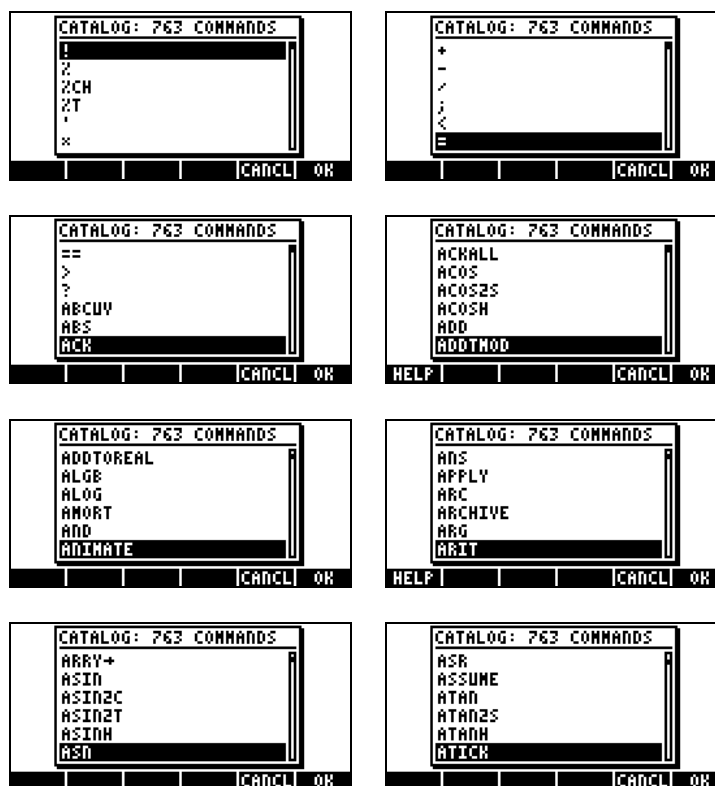 CATALOG: 763 COMMANDS
!
%
%CH
%T
'
×
CANCL OK
CATALOG: 763 COMMANDS
+
-
/
;
<
=
CANCL OK
CATALOG: 763 COMMANDS
==
>
?
ABCUV
ABS
ACK
CANCL OK
CATALOG: 763 COMMANDS
ACKALL
ACOS
ACOS2S
ACOSH
ADD
ADDTMOD
HELP CANCL OK
CATALOG: 763 COMMANDS
ADDTOREAL
ALGB
ALOG
AMORT
AND
ANIMATE
CANCL OK
CATALOG: 763 COMMANDS
ANS
APPLY
ARC
ARCHIVE
ARG
ARIT
HELP CANCL OK
CATALOG: 763 COMMANDS
ARRY→
ASIN
ASIN2C
ASIN2T
ASINH
ASN
CANCL OK
CATALOG: 763 COMMANDS
ASR
ASSUME
ATAN
ATAN2S
ATANH
ATICK
CANCL OK